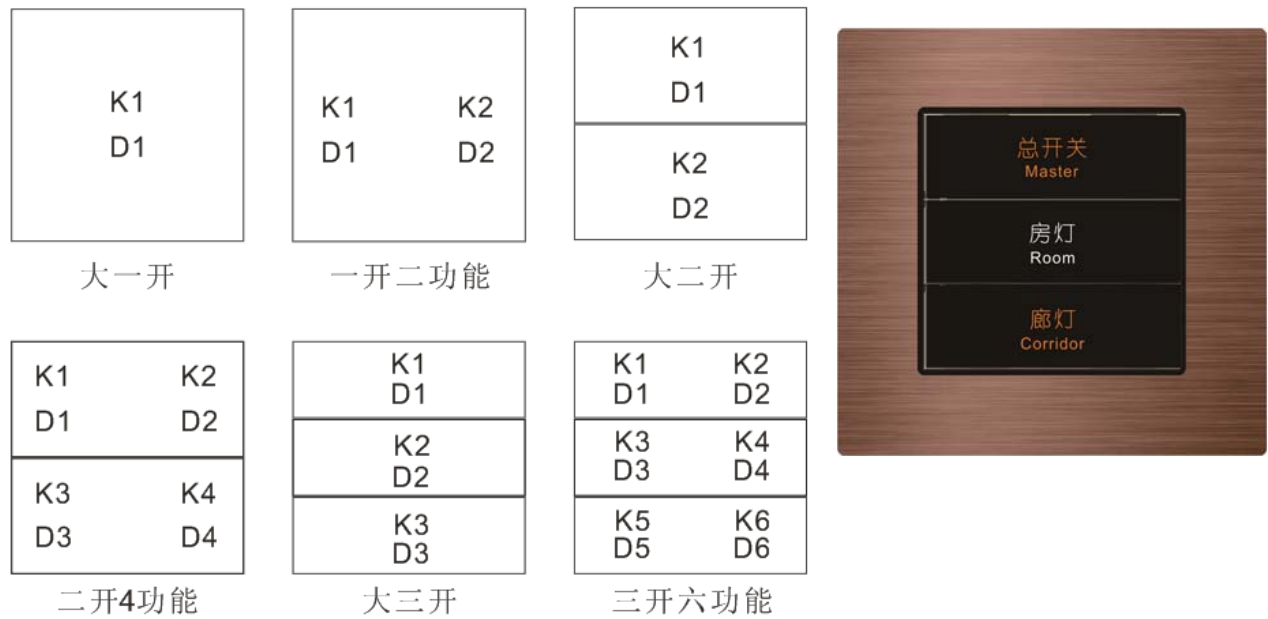 K1
D1
大一开
K1 K2
D1 D2
一开二功能
K1
D1
K2
D2
大二开
K1 K2
D1 D2
K3 K4
D3 D4
二开4功能
K1
D1
K2
D2
K3
D3
大三开
K1 K2
D1 D2
K3 K4
D3 D4
K5 K6
D5 D6
三开六功能
总开关
Master
房灯
Room
廊灯
Corridor